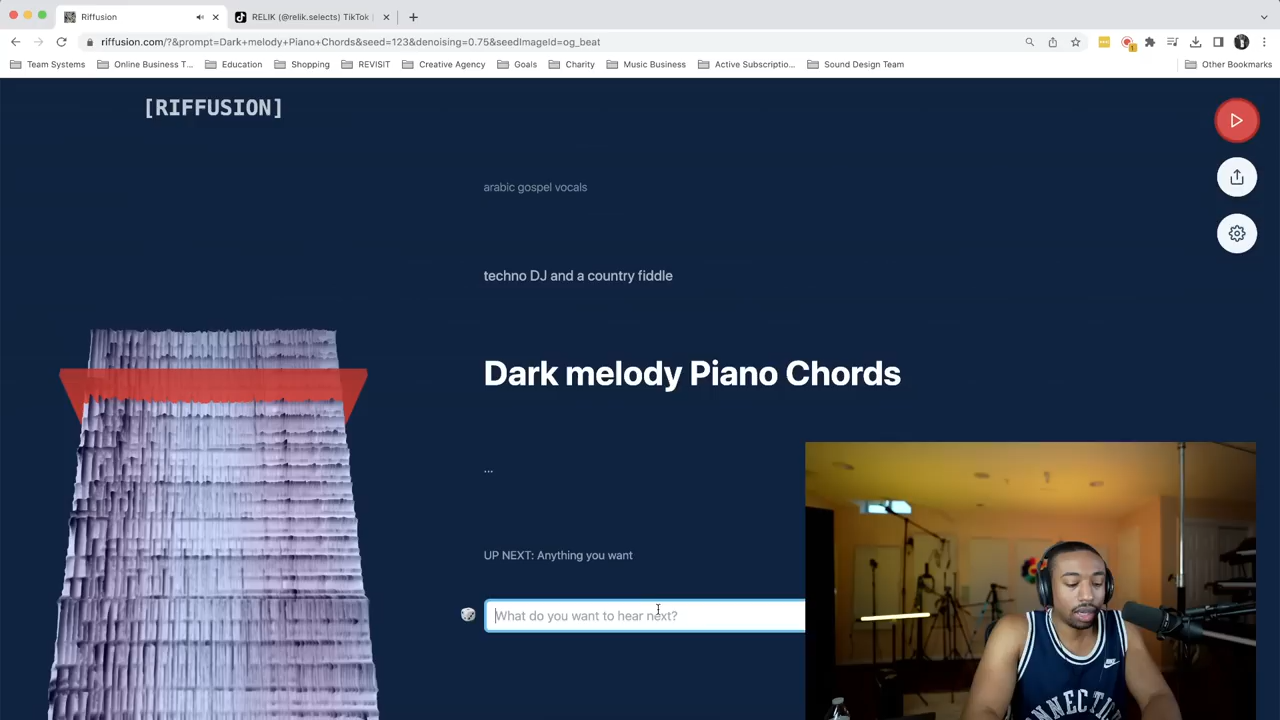 Riffusion
RELIK (@relik.selects) TikTok |
riffusion.com/?&prompt=Dark+melody+Piano+Chords&seed=123&denoising=0.75&seedImageId=og_beat
Team Systems
Online Business T...
Education
Shopping
REVISIT
Creative Agency
Goals
Charity
Music Business
Active Subscriptio...
Sound Design Team
Other Bookmarks
[RIFFUSION]
arabic gospel vocals
techno DJ and a country fiddle
Dark melody Piano Chords
...
UP NEXT: Anything you want
What do you want to hear next?